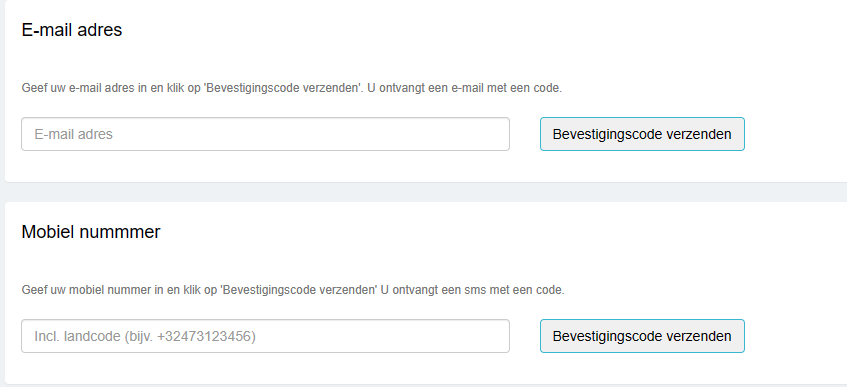 E-mail adres
Geef uw e-mail adres in en klik op 'Bevestigingscode verzenden'. U ontvangt een e-mail met een code.
E-mail adres
Bevestigingscode verzenden
Mobiel nummmer
Geef uw mobiel nummer in en klik op 'Bevestigingscode verzenden' U ontvangt een sms met een code.
Incl. landcode (bijv. +32473123456)
Bevestigingscode verzenden